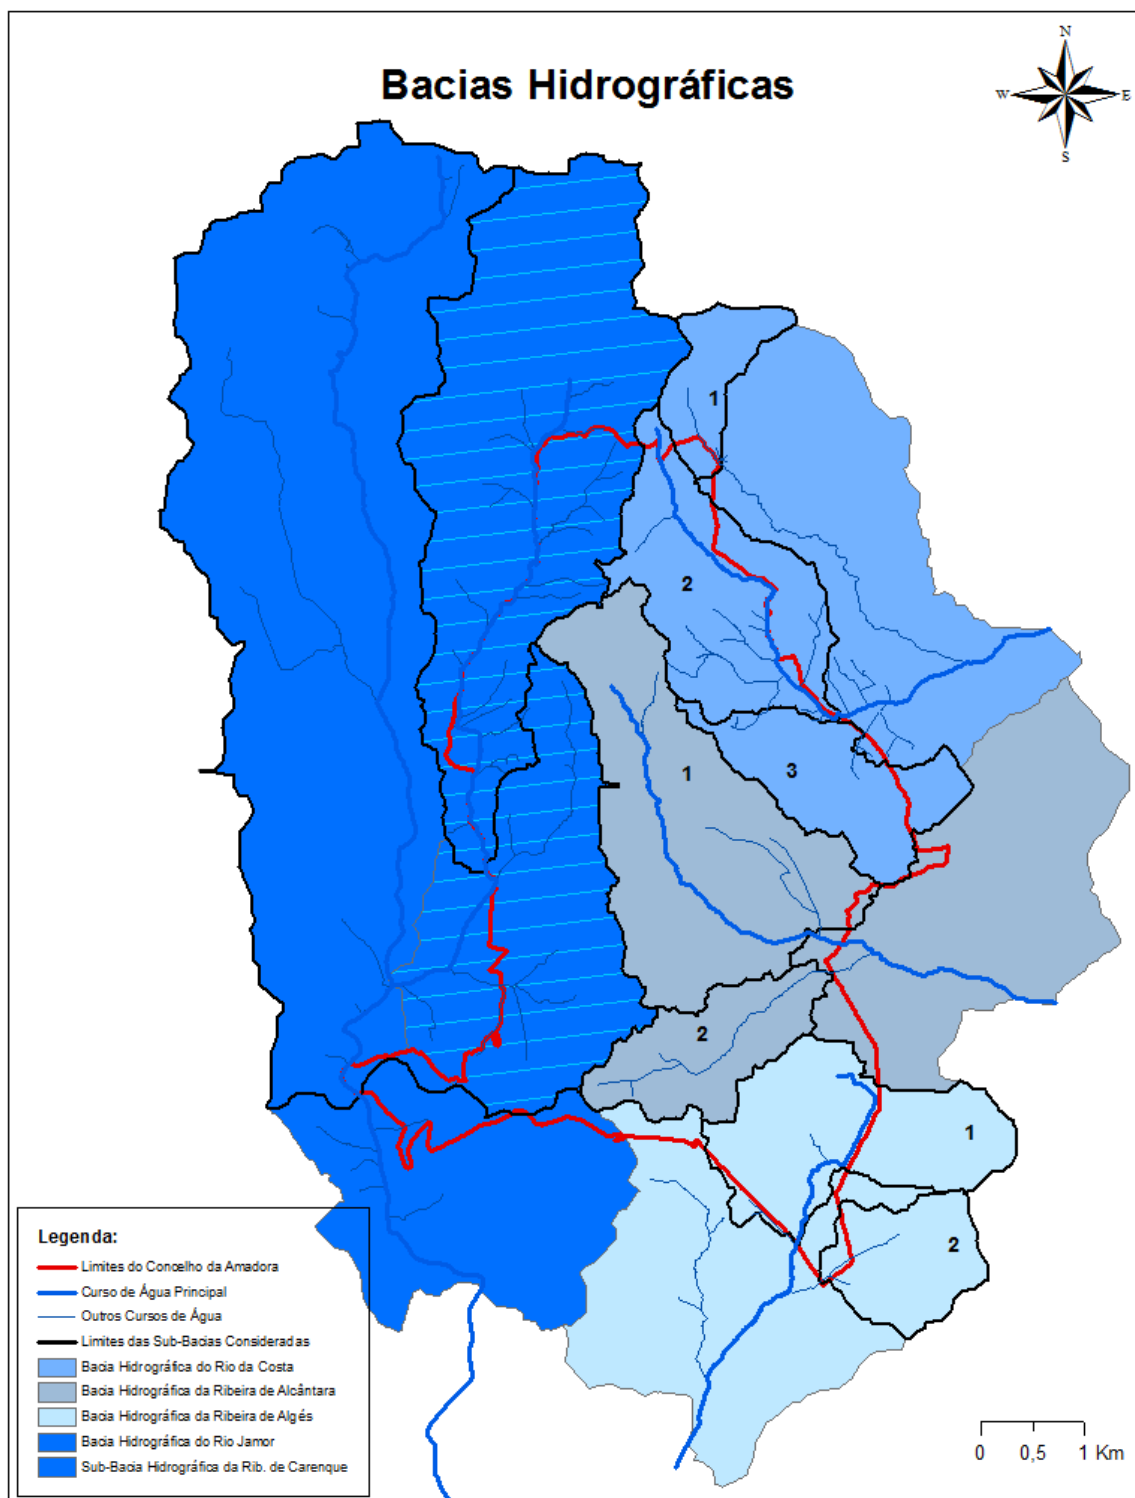 Bacias Hidrográficas
N
W
E
S
1
2
3
1
2
1
2
Legenda:
Limites do Concelho da Amadora
Curso de Água Principal
Outros Cursos de Água
Limites das Sub-Bacias Consideradas
Bacia Hidrográfica do Rio da Costa
Bacia Hidrográfica da Ribeira de Alcântara
Bacia Hidrográfica da Ribeira de Algés
Bacia Hidrográfica do Rio Jamor
Sub-Bacia Hidrográfica da Rib. de Carenque
0 0,5 1 Km